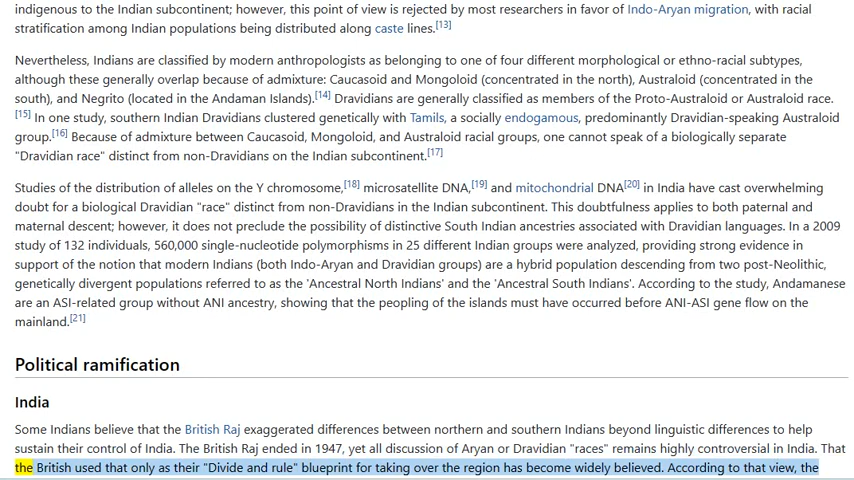 indigenous to the Indian subcontinent; however, this point of view is rejected by most researchers in favor of Indo-Aryan migration, with racial
stratification among Indian populations being distributed along caste lines.[13]
Nevertheless, Indians are classified by modern anthropologists as belonging to one of four different morphological or ethno-racial subtypes,
although these generally overlap because of admixture: Caucasoid and Mongoloid (concentrated in the north), Australoid (concentrated in the
south), and Negrito (located in the Andaman Islands).[14] Dravidians are generally classified as members of the Proto-Australoid or Australoid race.
[15] In one study, southern Indian Dravidians clustered genetically with Tamils, a socially endogamous, predominantly Dravidian-speaking Australoid
group.[16] Because of admixture between Caucasoid, Mongoloid, and Australoid racial groups, one cannot speak of a biologically separate
"Dravidian race" distinct from non-Dravidians on the Indian subcontinent.[17]
Studies of the distribution of alleles on the Y chromosome,[18] microsatellite DNA,[19] and mitochondrial DNA[20] in India have cast overwhelming
doubt for a biological Dravidian "race" distinct from non-Dravidians in the Indian subcontinent. This doubtfulness applies to both paternal and
maternal descent; however, it does not preclude the possibility of distinctive South Indian ancestries associated with Dravidian languages. In a 2009
study of 132 individuals, 560,000 single-nucleotide polymorphisms in 25 different Indian groups were analyzed, providing strong evidence in
support of the notion that modern Indians (both Indo-Aryan and Dravidian groups) are a hybrid population descending from two post-Neolithic,
genetically divergent populations referred to as the 'Ancestral North Indians' and the 'Ancestral South Indians'. According to the study, Andamanese
are an ASI-related group without ANI ancestry, showing that the peopling of the islands must have occurred before ANI-ASI gene flow on the
mainland.[21]
Political ramification
India
Some Indians believe that the British Raj exaggerated differences between northern and southern Indians beyond linguistic differences to help
sustain their control of India. The British Raj ended in 1947, yet all discussion of Aryan or Dravidian "races" remains highly controversial in India. That
the British used that only as their "Divide and rule" blueprint for taking over the region has become widely believed. According to that view, the